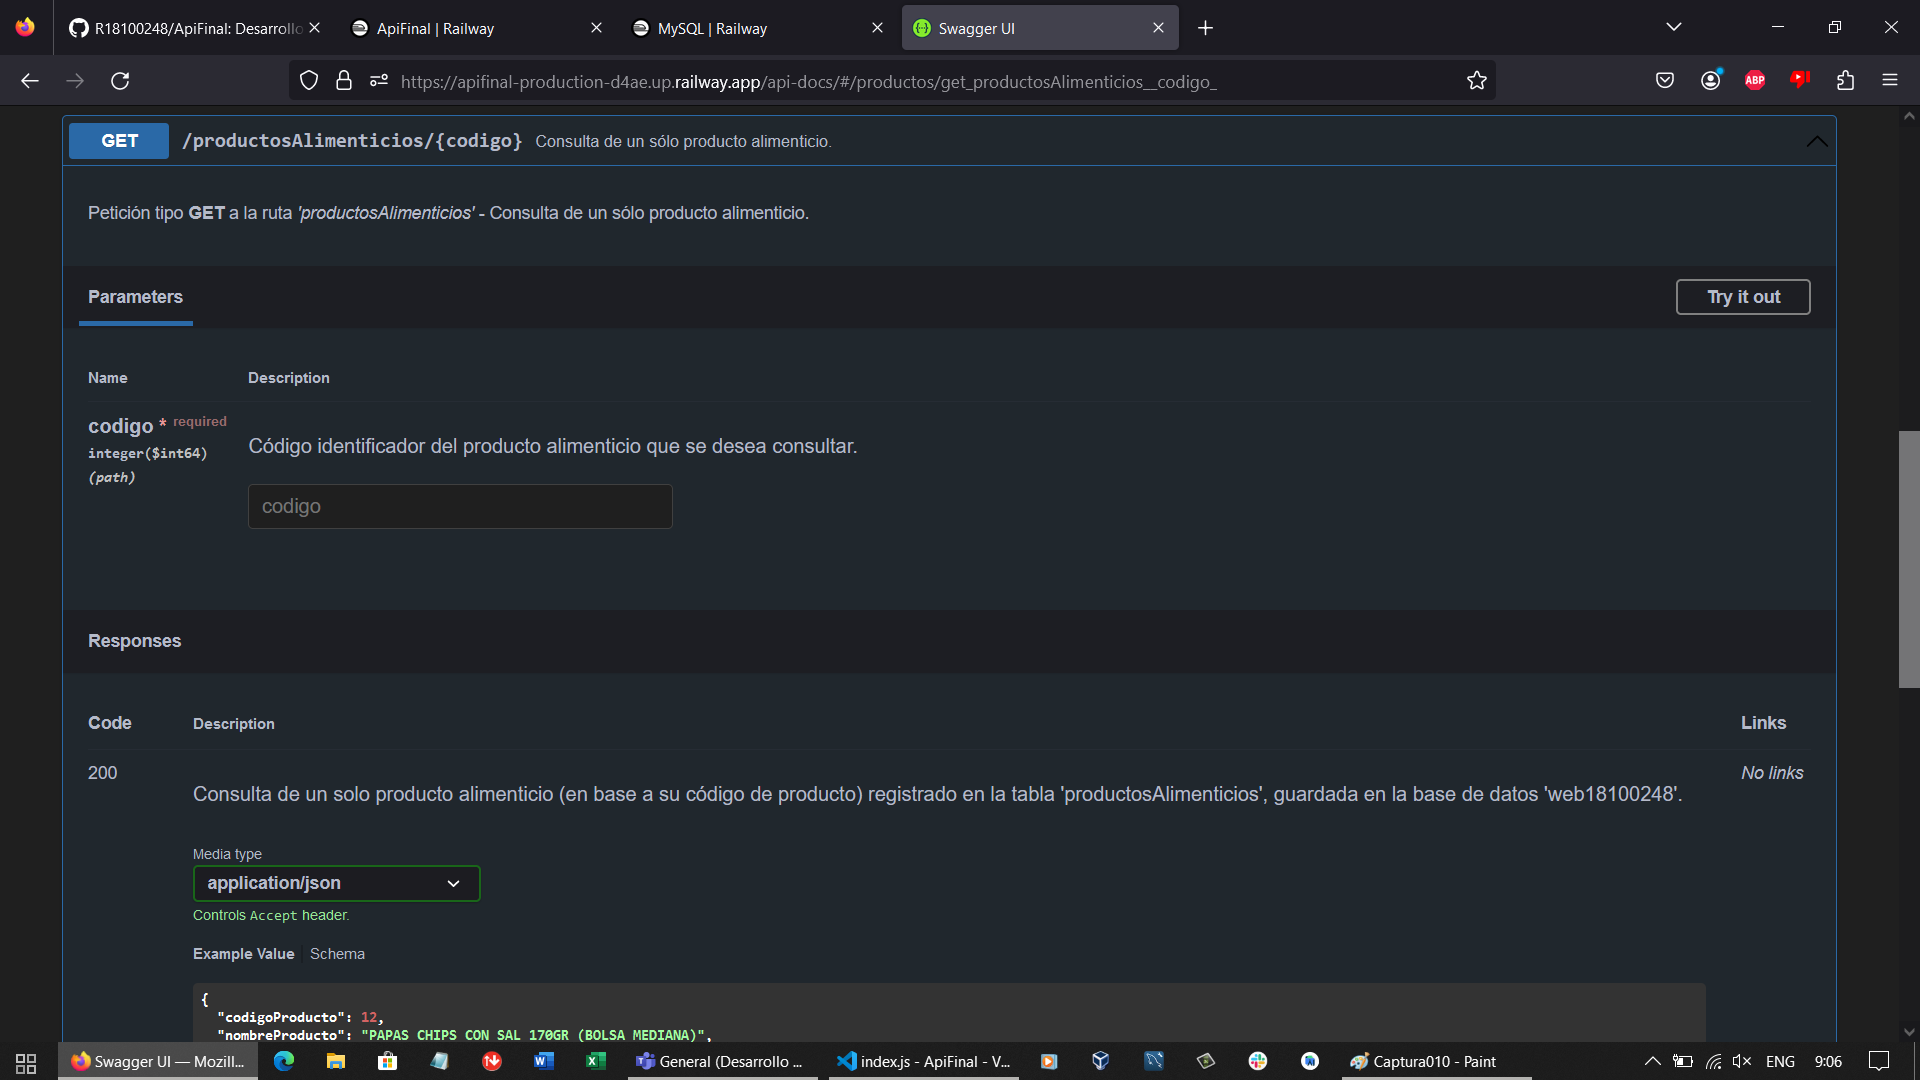 R18100248/ApiFinal: Desarrollo
ApiFinal | Railway
MySQL | Railway
Swagger UI
https://apifinal-production-d4ae.up.railway.app/api-docs/#/productos/get_productosAlimenticios__codigo_
ABP
GET /productosAlimenticios/{codigo} Consulta de un sólo producto alimenticio.
Petición tipo GET a la ruta 'productosAlimenticios' - Consulta de un sólo producto alimenticio.
Parameters
Try it out
Name Description
codigo * required
integer($int64)
(path)
Código identificador del producto alimenticio que se desea consultar.
codigo
Responses
Code Description Links
200
Consulta de un solo producto alimenticio (en base a su código de producto) registrado en la tabla 'productosAlimenticios', guardada en la base de datos 'web18100248'.
No links
Media type
application/json
Controls Accept header.
Example Value Schema
{
"codigoProducto": 12,
"nombreProducto": "PAPAS CHIPS CON SAL 170GR (BOLSA MEDIANA)",
Swagger UI — Mozill...
General (Desarrollo ...
index.js - ApiFinal - V...
Captura010 - Paint
ENG
9:06